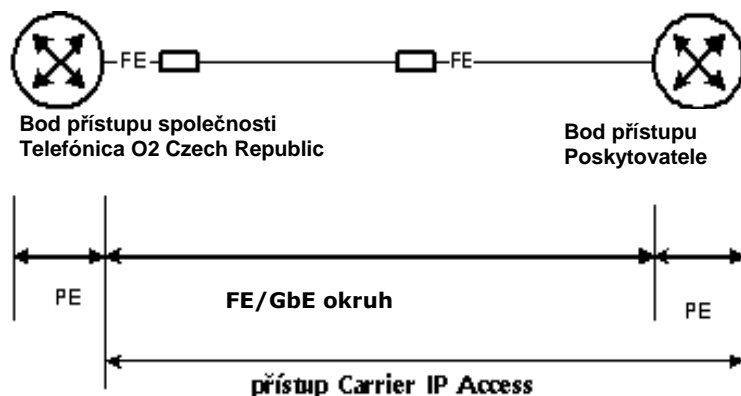 FE
FE
Bod přístupu společnosti
Telefónica O2 Czech Republic
Bod přístupu
Poskytovatele
PE
FE/GbE okruh
PE
přístup Carrier IP Access